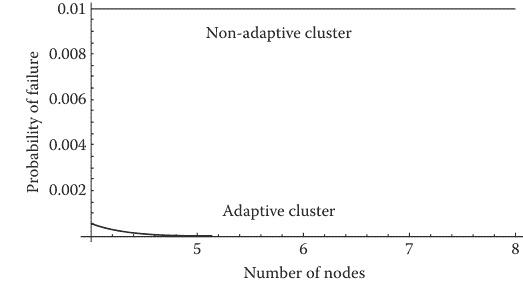 0.01
Non-adaptive cluster
0.008
0.006
0.004
0.002
Probability of failure
Adaptive cluster
5 6 7 8
Number of nodes